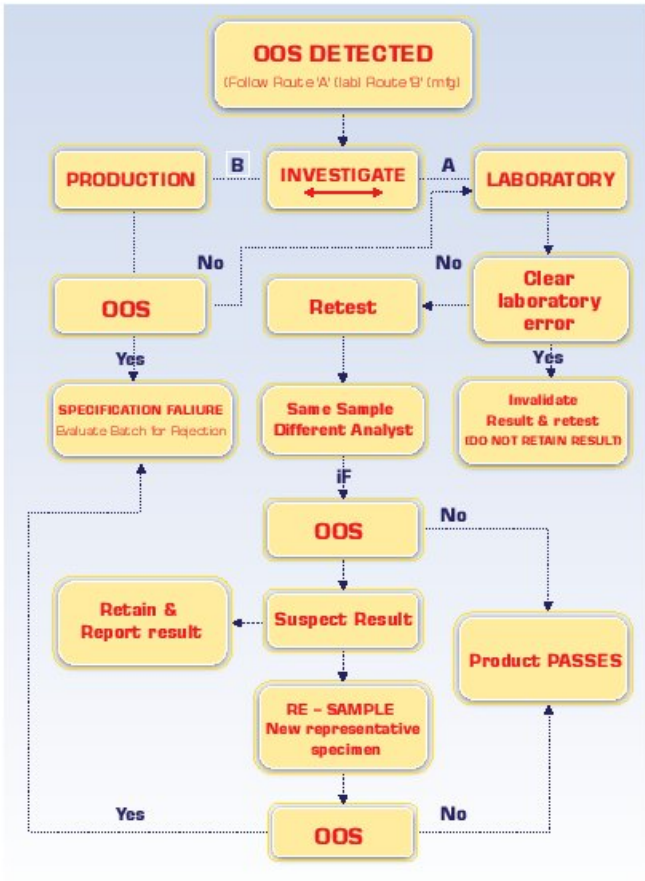 OOS DETECTED
(Follow Route 'A' (lab) Route 'B' (mfg)
PRODUCTION
B
INVESTIGATE
A
LABORATORY
No
No
OOS
Retest
Clear
laboratory
error
Yes
Yes
SPECIFICATION FALIURE
Evaluate Batch for Rejection
Same Sample
Different Analyst
Invalidate
Result & retest
(DO NOT RETAIN RESULT)
iF
OOS
No
Retain &
Report result
Suspect Result
Product PASSES
RE – SAMPLE
New representative
specimen
Yes
OOS
No